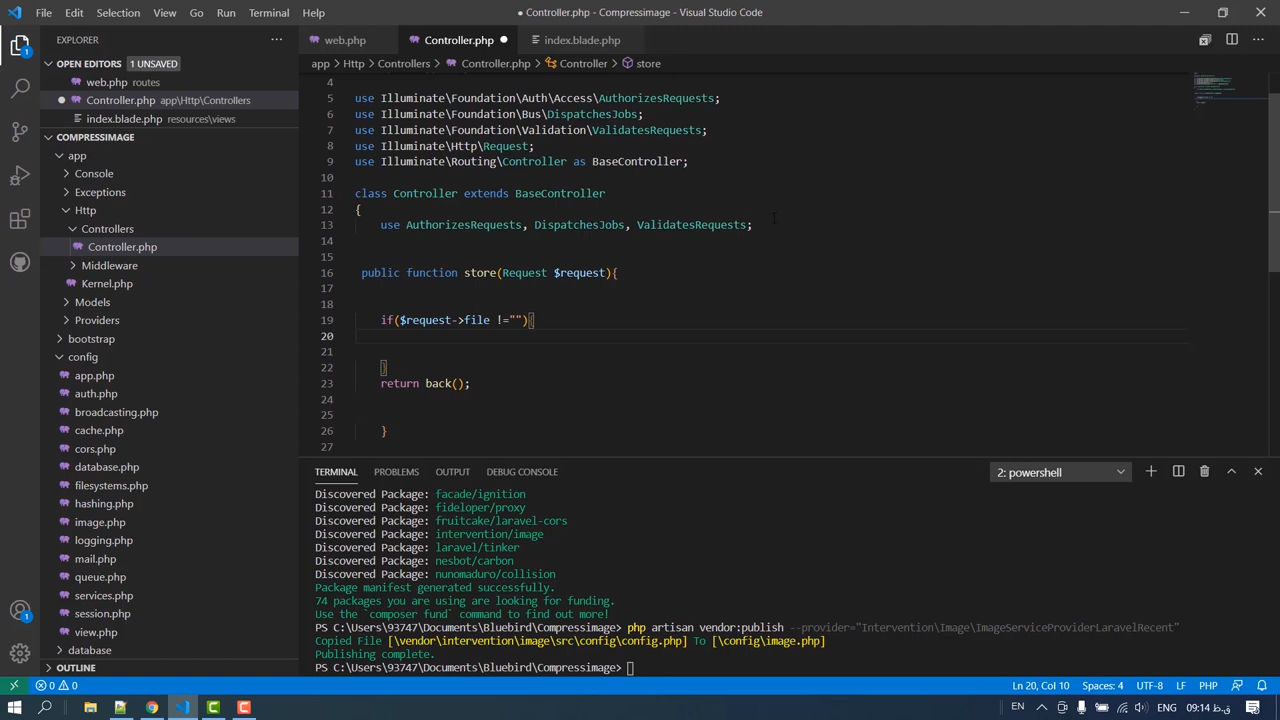 File Edit Selection View Go Run Terminal Help
● Controller.php - Compressimage - Visual Studio Code
EXPLORER
OPEN EDITORS 1 UNSAVED
web.php routes
Controller.php app\Http\Controllers
index.blade.php resources\views
COMPRESSIMAGE
app
Console
Exceptions
Http
Controllers
Controller.php
Middleware
Kernel.php
Models
Providers
bootstrap
config
app.php
auth.php
broadcasting.php
cache.php
cors.php
database.php
filesystems.php
hashing.php
image.php
logging.php
mail.php
queue.php
services.php
session.php
view.php
database
OUTLINE
web.php Controller.php index.blade.php
app > Http > Controllers > Controller.php > Controller > store
4
5 use Illuminate\Foundation\Auth\Access\AuthorizesRequests;
6 use Illuminate\Foundation\Bus\DispatchesJobs;
7 use Illuminate\Foundation\Validation\ValidatesRequests;
8 use Illuminate\Http\Request;
9 use Illuminate\Routing\Controller as BaseController;
10
11 class Controller extends BaseController
12 {
13 use AuthorizesRequests, DispatchesJobs, ValidatesRequests;
14
15
16 public function store(Request $request){
17
18
19 if($request->file !=""){
20
21
22 }
23 return back();
24
25
26 }
27
TERMINAL PROBLEMS OUTPUT DEBUG CONSOLE 2: powershell
Discovered Package: facade/ignition
Discovered Package: fideloper/proxy
Discovered Package: fruitcake/laravel-cors
Discovered Package: intervention/image
Discovered Package: laravel/tinker
Discovered Package: nesbot/carbon
Discovered Package: nunomaduro/collision
Package manifest generated successfully.
74 packages you are using are looking for funding.
Use the `composer fund` command to find out more!
PS C:\Users\93747\Documents\Bluebird\Compressimage> php artisan vendor:publish --provider="Intervention\Image\ImageServiceProviderLaravelRecent"
Copied File [\vendor\intervention\image\src\config\config.php] To [\config\image.php]
Publishing complete.
PS C:\Users\93747\Documents\Bluebird\Compressimage>
0 0 Ln 20, Col 10 Spaces: 4 UTF-8 LF PHP
EN ENG 09:14 ق.ظ